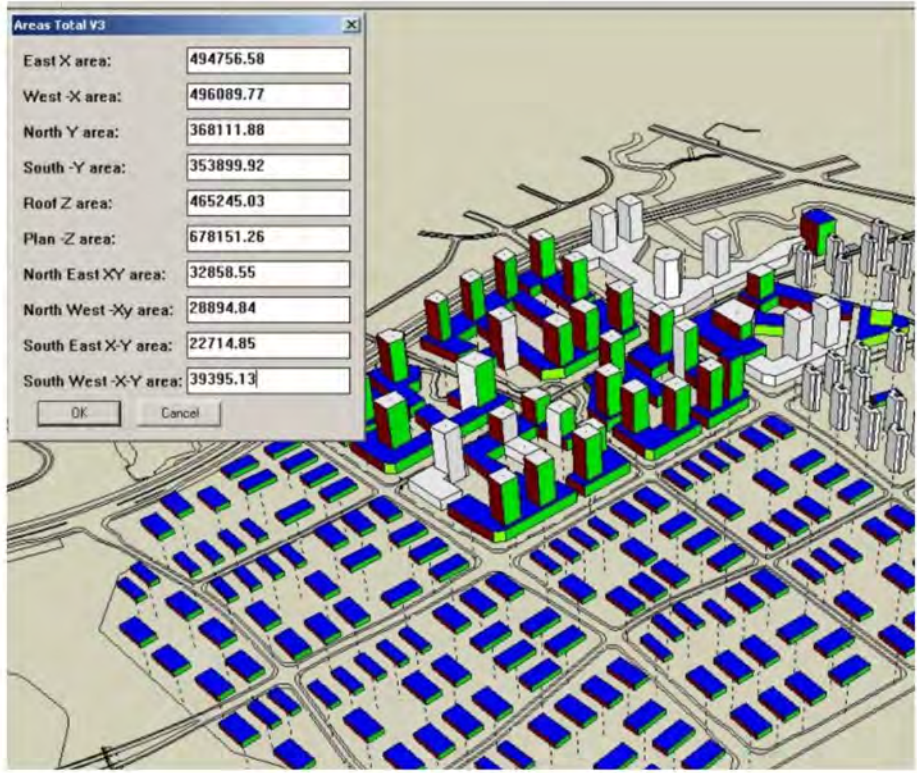 Areas Total V3
East X area: 494756.58
West -X area: 496089.77
North Y area: 368111.88
South -Y area: 353899.92
Roof Z area: 465245.03
Plan -Z area: 678151.26
North East XY area: 32858.55
North West -Xy area: 28894.84
South East X-Y area: 22714.85
South West -X-Y area: 39395.13
OK Cancel